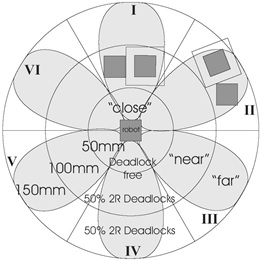 I
VI
II
"close"
robot
50mm
Deadlock
free
"near"
V
100mm
150mm
"far"
50% 2R Deadlocks
III
50% 2R Deadlocks
IV